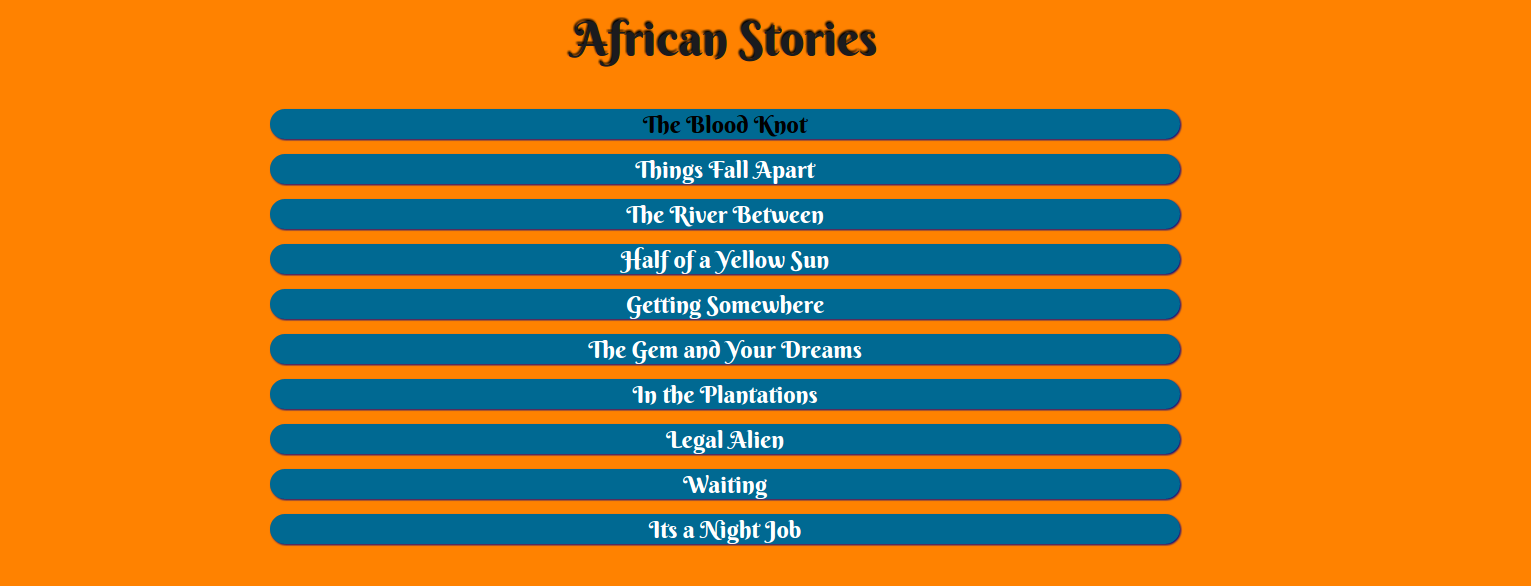 African Stories
The Blood Knot
Things Fall Apart
The River Between
Half of a Yellow Sun
Getting Somewhere
The Gem and Your Dreams
In the Plantations
Legal Alien
Waiting
It's a Night Job